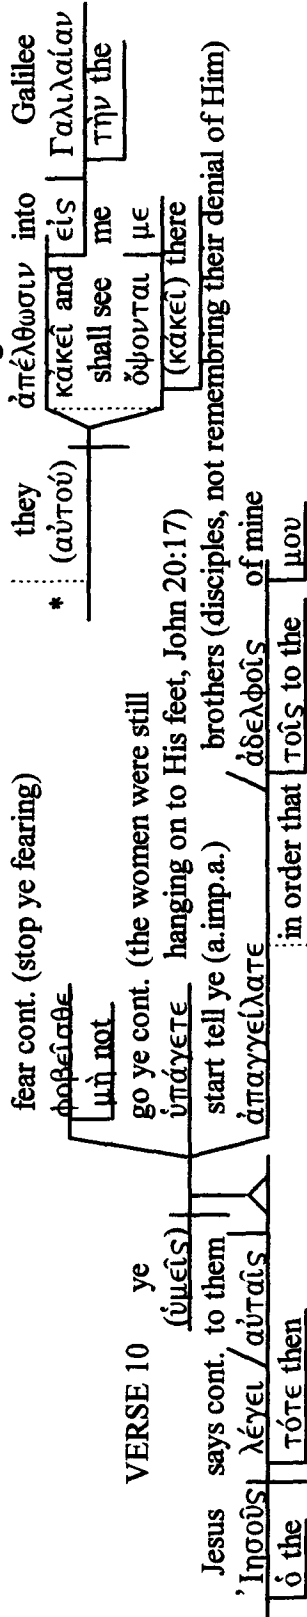 fear cont. (stop ye fearing) they ἀπέλθωσιν into Galilee
φοβεῖσθε * (αὐτού) κἀκεῖ and εἰς Γαλιλαίαν
μὴ not shall see me τὴν the
ὄψονται με
VERSE 10 ye go ye cont. (the women were still (κἀκεῖ) there
(ὑμεῖς) ὑπάγετε hanging on to His feet, John 20:17)
Jesus says cont. to them start tell ye (a.imp.a.) brothers (disciples, not remembring their denial of Him)
Ἰησοῦς λέγει αὐταῖς ἀπαγγείλατε ἀδελφοῖς of mine
ὁ the τότε then in order that τοῖς to the μου